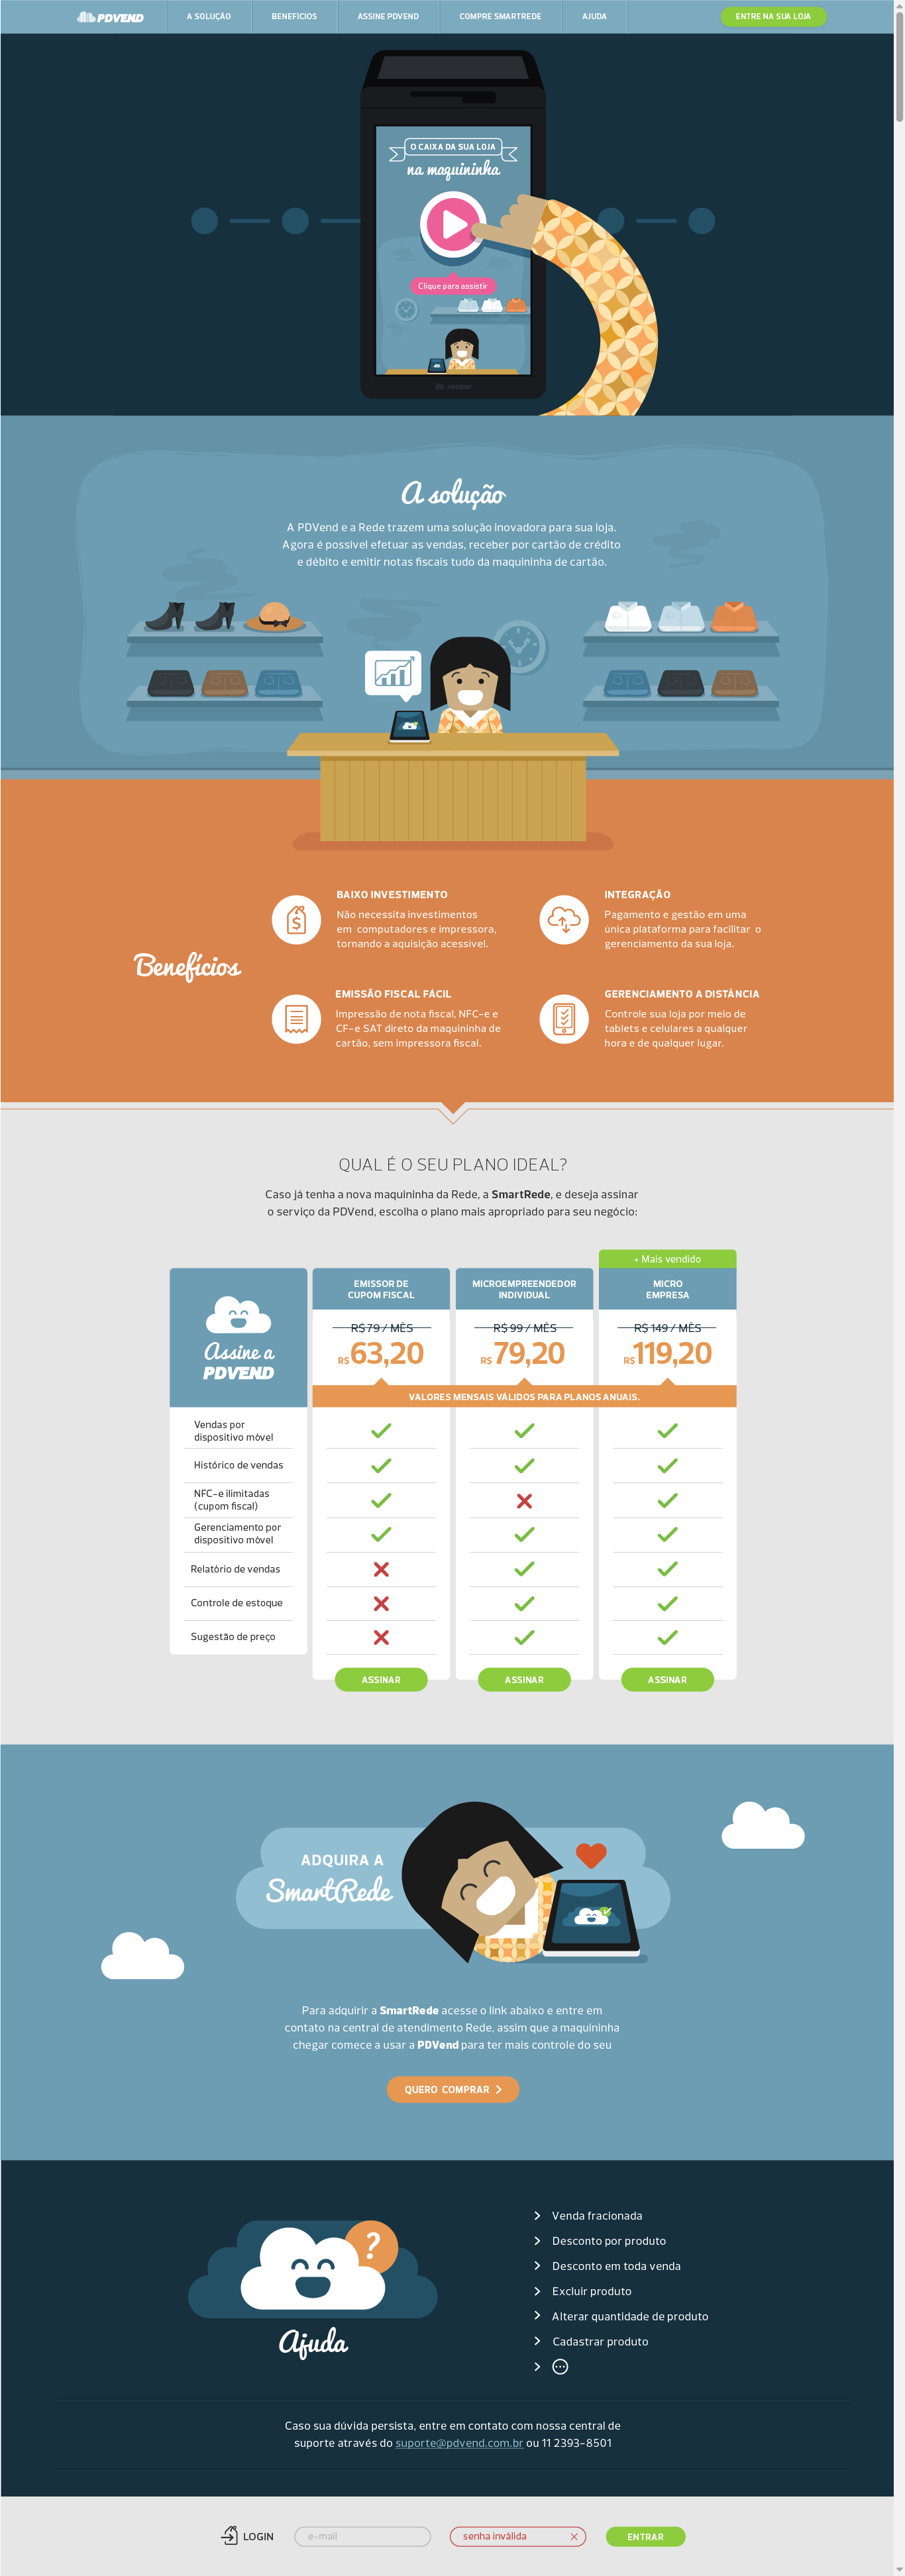 PDVEND
A SOLUÇÃO
BENEFÍCIOS
ASSINE PDVEND
COMPRE SMARTREDE
AJUDA
ENTRE NA SUA LOJA
O CAIXA DA SUA LOJA
na maquininha
Clique para assistir
PDVEND
A solução
A PDVend e a Rede trazem uma solução inovadora para sua loja.
Agora é possivel efetuar as vendas, receber por cartão de crédito
e débito e emitir notas fiscais tudo da maquininha de cartão.
Benefícios
BAIXO INVESTIMENTO
Não necessita investimentos
em computadores e impressora,
tornando a aquisição acessivel.
INTEGRAÇÃO
Pagamento e gestão em uma
única plataforma para facilitar o
gerenciamento da sua loja.
EMISSÃO FISCAL FÁCIL
Impressão de nota fiscal, NFC-e e
CF-e SAT direto da maquininha de
cartão, sem impressora fiscal.
GERENCIAMENTO A DISTÂNCIA
Controle sua loja por meio de
tablets e celulares a qualquer
hora e de qualquer lugar.
QUAL É O SEU PLANO IDEAL?
Caso já tenha a nova maquininha da Rede, a SmartRede, e deseja assinar
o serviço da PDVend, escolha o plano mais apropriado para seu negócio:
+ Mais vendido
Assine a
PDVEND
EMISSOR DE
CUPOM FISCAL
MICROEMPREENDEDOR
INDIVIDUAL
MICRO
EMPRESA
R$ 79 / MÊS
R$ 63,20
R$ 99 / MÊS
R$ 79,20
R$ 149 / MÊS
R$ 119,20
VALORES MENSAIS VÁLIDOS PARA PLANOS ANUAIS.
Vendas por
dispositivo móvel
Histórico de vendas
NFC-e ilimitadas
(cupom fiscal)
Gerenciamento por
dispositivo móvel
Relatório de vendas
Controle de estoque
Sugestão de preço
ASSINAR
ASSINAR
ASSINAR
ADQUIRA A
SmartRede
Para adquirir a SmartRede acesse o link abaixo e entre em
contato na central de atendimento Rede, assim que a maquininha
chegar comece a usar a PDVend para ter mais controle do seu
QUERO COMPRAR
?
Ajuda
Venda fracionada
Desconto por produto
Desconto em toda venda
Excluir produto
Alterar quantidade de produto
Cadastrar produto
Caso sua dúvida persista, entre em contato com nossa central de
suporte através do suporte@pdvend.com.br ou 11 2393-8501
LOGIN
e-mail
senha inválida
ENTRAR